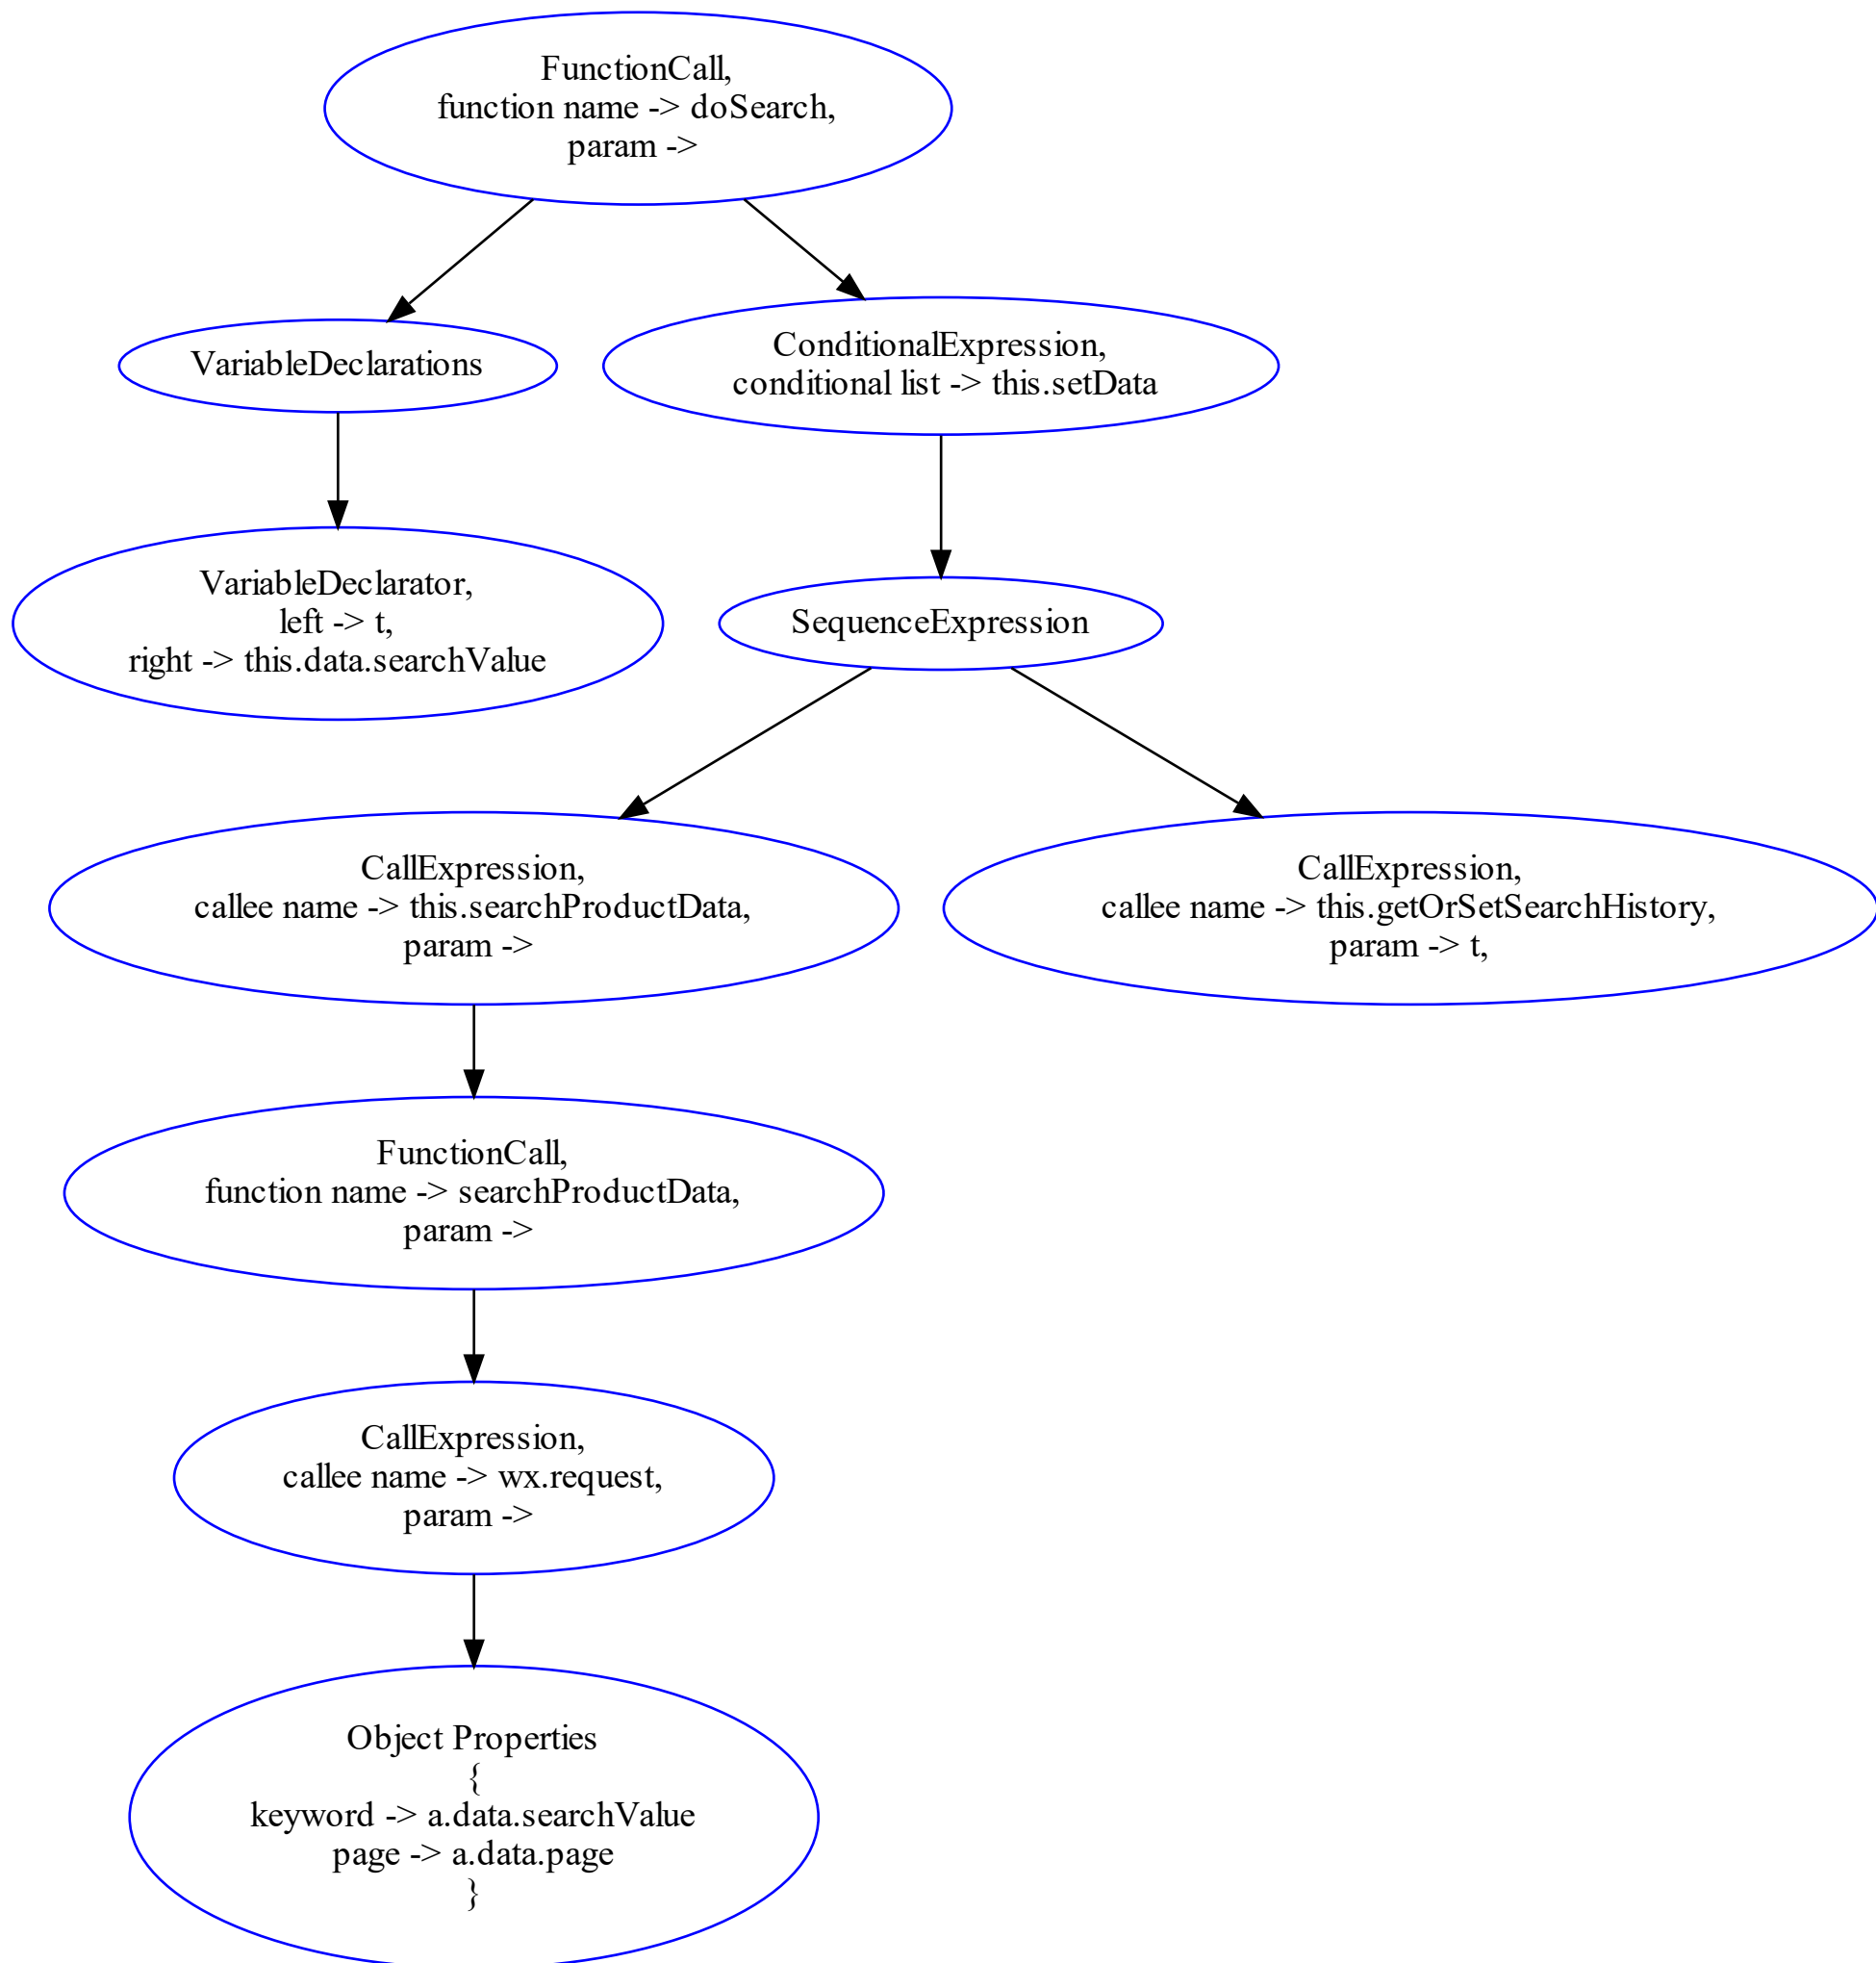 FunctionCall,
function name -> doSearch,
param ->
VariableDeclarations
ConditionalExpression,
conditional list -> this.setData
VariableDeclarator,
left -> t,
right -> this.data.searchValue
SequenceExpression
CallExpression,
callee name -> this.searchProductData,
param ->
CallExpression,
callee name -> this.getOrSetSearchHistory,
param -> t,
FunctionCall,
function name -> searchProductData,
param ->
CallExpression,
callee name -> wx.request,
param ->
Object Properties
{
keyword -> a.data.searchValue
page -> a.data.page
}